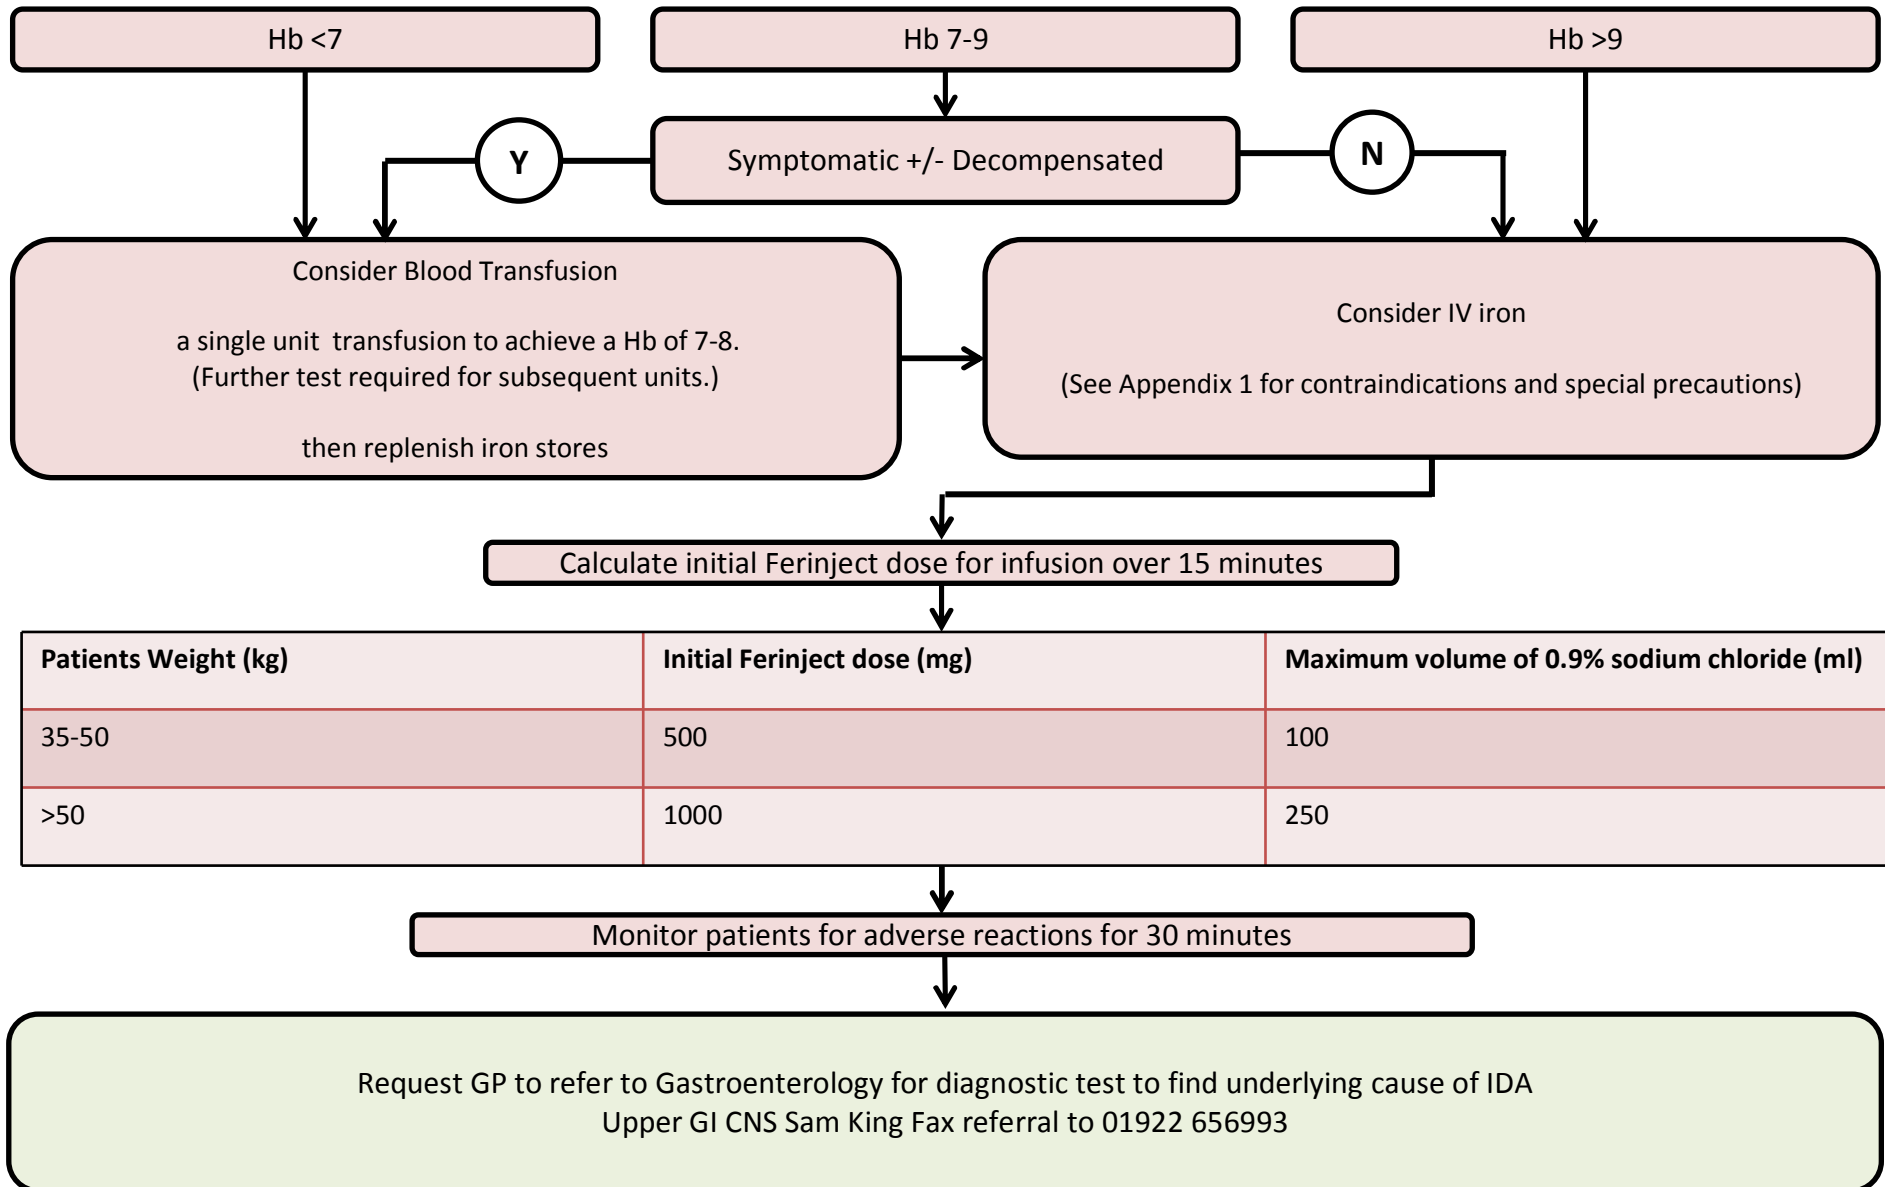 Hb <7
Hb 7-9
Hb >9
Y
Symptomatic +/- Decompensated
N
Consider Blood Transfusion
a single unit  transfusion to achieve a Hb of 7-8.
(Further test required for subsequent units.)
then replenish iron stores
Consider IV iron
(See Appendix 1 for contraindications and special precautions)
Calculate initial Ferinject dose for infusion over 15 minutes
Patients Weight (kg)
Initial Ferinject dose (mg)
Maximum volume of 0.9% sodium chloride (ml)
35-50
500
100
>50
1000
250
Monitor patients for adverse reactions for 30 minutes
Request GP to refer to Gastroenterology for diagnostic test to find underlying cause of IDA
Upper GI CNS Sam King Fax referral to 01922 656993